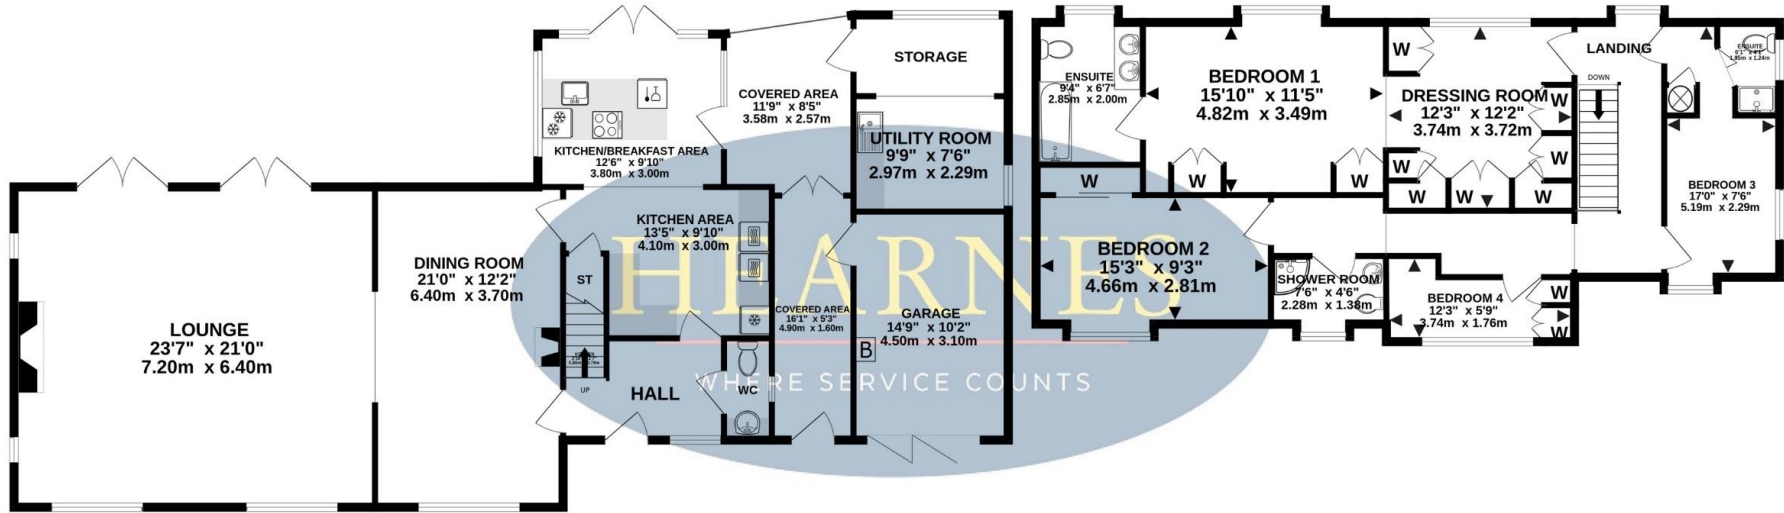 STORAGE
COVERED AREA
11'9" x 8'5"
3.58m x 2.57m
UTILITY ROOM
9'9" x 7'6"
2.97m x 2.29m
KITCHEN/BREAKFAST AREA
12'6" x 9'10"
3.80m x 3.00m
KITCHEN AREA
13'5" x 9'10"
4.10m x 3.00m
DINING ROOM
21'0" x 12'2"
6.40m x 3.70m
ST
LOUNGE
23'7" x 21'0"
7.20m x 6.40m
COVERED AREA
16'1" x 5'3"
4.90m x 1.60m
GARAGE
14'9" x 10'2"
4.50m x 3.10m
B
UP
HALL
WC
HEARNES
WHERE SERVICE COUNTS
ENSUITE
9'4" x 6'7"
2.85m x 2.00m
BEDROOM 1
15'10" x 11'5"
4.82m x 3.49m
W
W
W
DRESSING ROOM
12'3" x 12'2"
3.74m x 3.72m
W
W
W
W
W
W
W
LANDING
DOWN
ENSUITE
6'1" x 4'1"
1.85m x 1.24m
BEDROOM 3
17'0" x 7'6"
5.19m x 2.29m
W
BEDROOM 2
15'3" x 9'3"
4.66m x 2.81m
SHOWER ROOM
7'6" x 4'6"
2.28m x 1.38m
BEDROOM 4
12'3" x 5'9"
3.74m x 1.76m
W
W